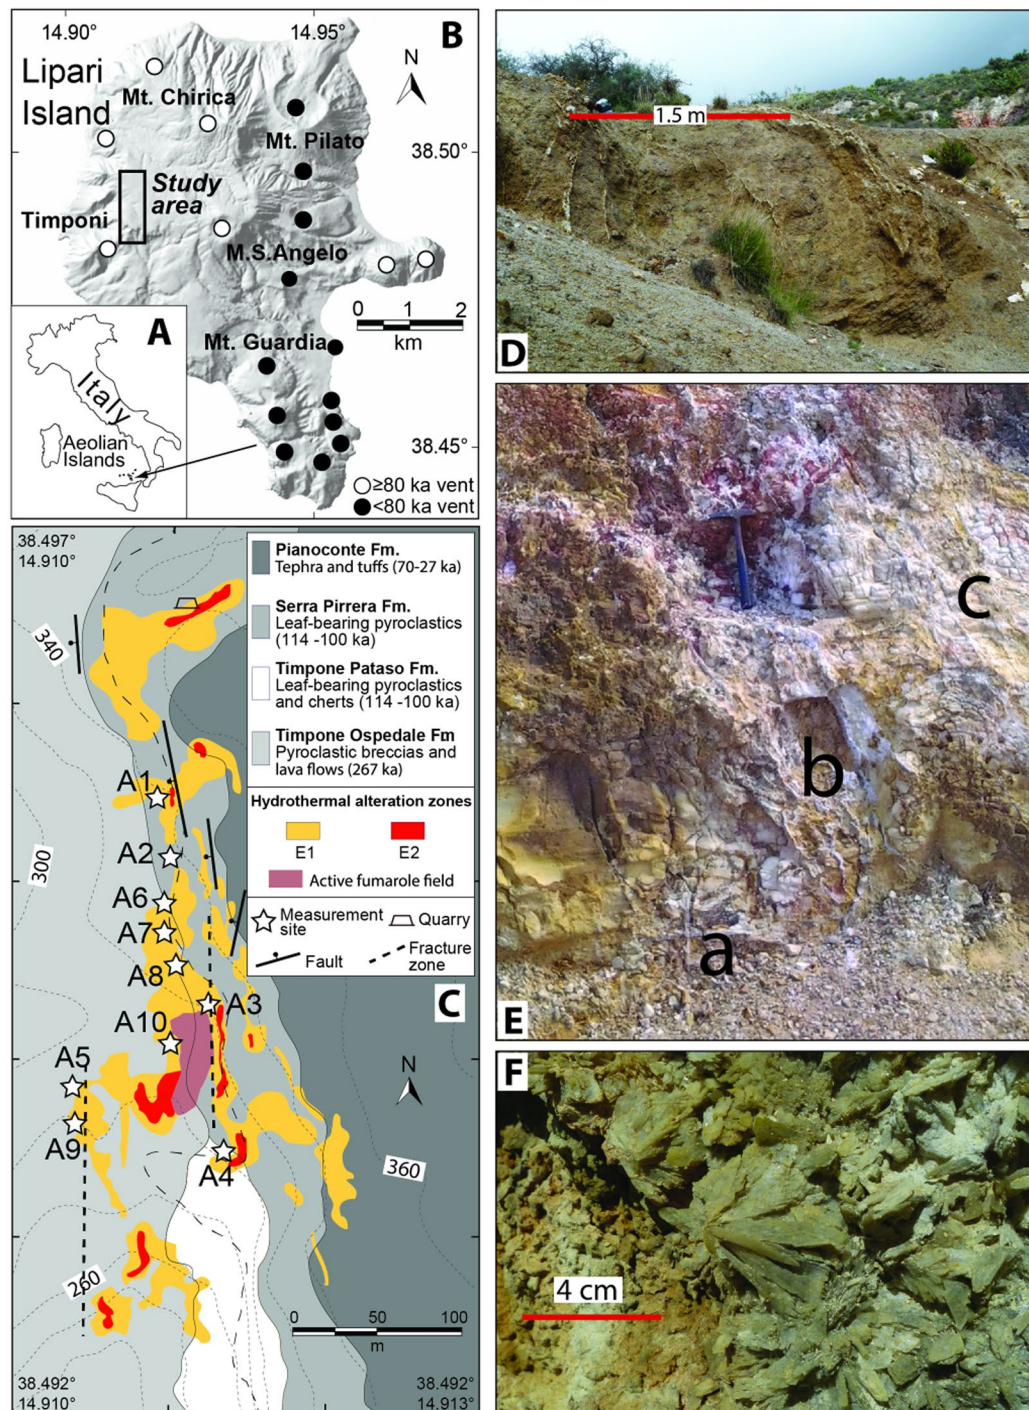 14.90°
14.95°
B
Lipari
Island
N
Mt. Chirica
Mt. Pilato
38.50°
Study
area
Timponi
M.S.Angelo
0 1 2
km
A
Mt. Guardia
Italy
Aeolian
Islands
38.45°
≥80 ka vent
<80 ka vent
38.497°
14.910°
Pianoconte Fm.
Tephra and tuffs (70-27 ka)
Serra Pirrera Fm.
Leaf-bearing pyroclastics
(114 -100 ka)
Timpone Pataso Fm.
Leaf-bearing pyroclastics
and cherts (114 -100 ka)
Timpone Ospedale Fm
Pyroclastic breccias and
lava flows (267 ka)
Hydrothermal alteration zones
E1
E2
Active fumarole field
Measurement
site
Quarry
Fault
Fracture
zone
C
340
A1
300
A2
A6
A7
A8
A3
A10
A5
N
A9
A4
360
260
0 50 100
m
38.492°
14.910°
38.492°
14.913°
1.5 m
D
c
b
a
E
F
4 cm